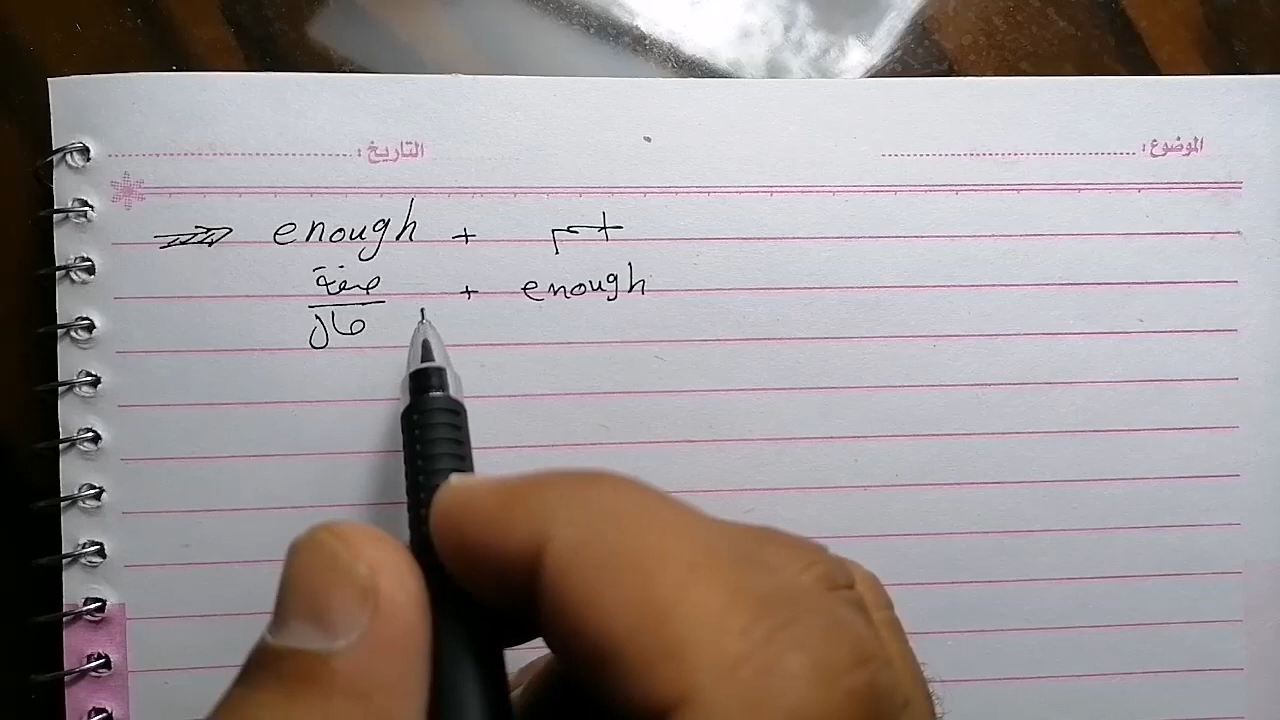 الموضوع : التاريخ :
enough + اسم
صفة + enough
حال